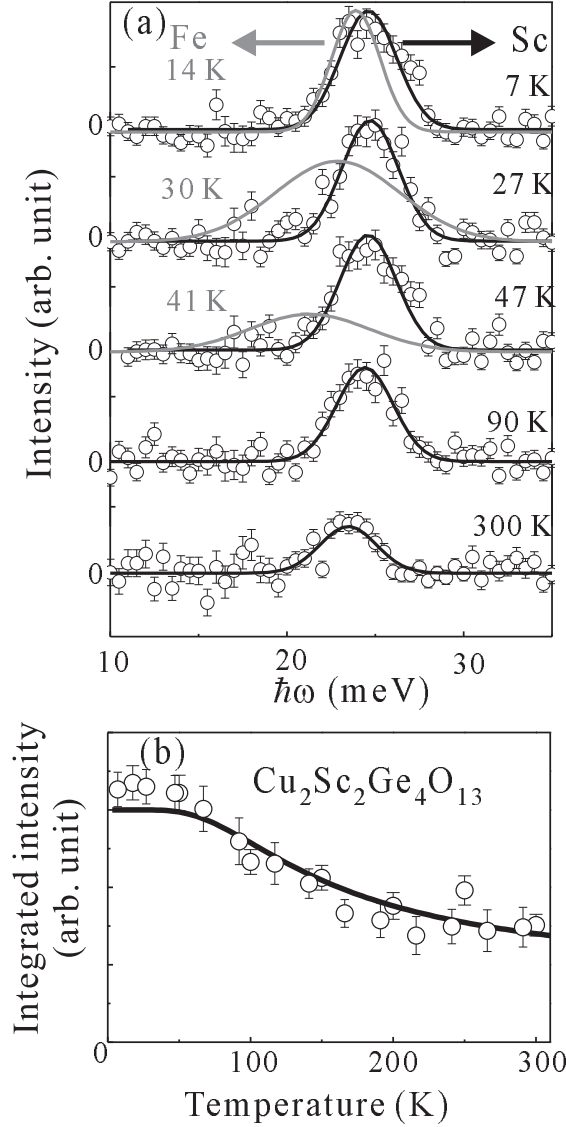 (a) Fe Sc
14 K 7 K
0
30 K 27 K
0
41 K 47 K
0
90 K
0
300 K
0
10 20 30
ħω (meV)
Intensity (arb. unit)
(b)
Cu₂Sc₂Ge₄O₁₃
Integrated intensity
(arb. unit)
0 100 200 300
Temperature (K)